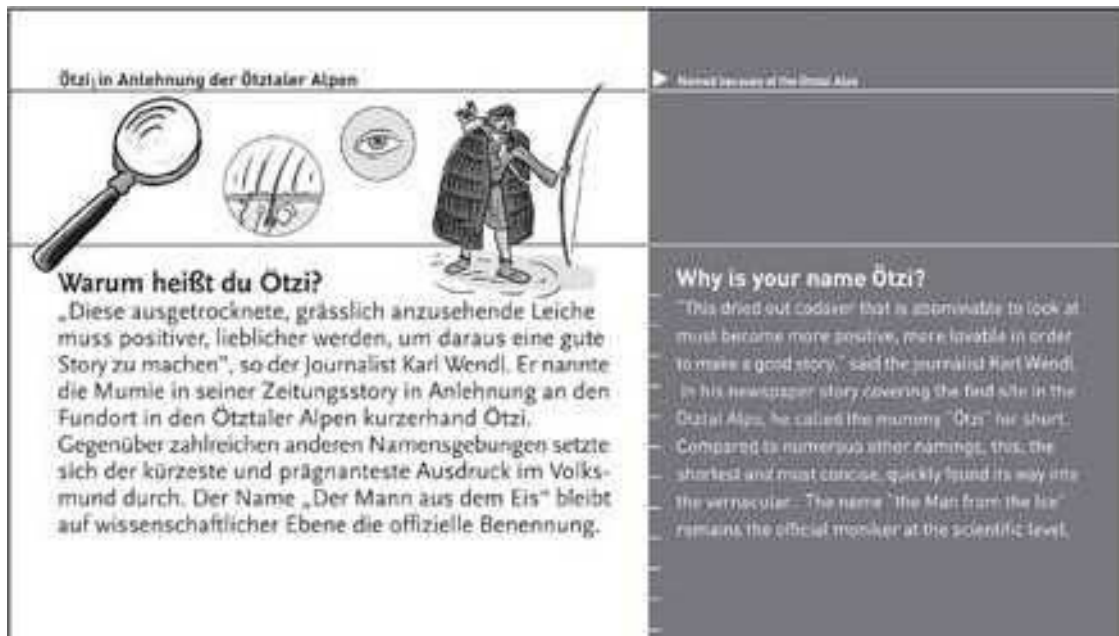 Ötzi, in Anlehnung der Ötztaler Alpen
Warum heißt du Ötzi?
„Diese ausgetrocknete, grässlich anzusehende Leiche
muss positiver, lieblicher werden, um daraus eine gute
Story zu machen", so der Journalist Karl Wendl. Er nannte
die Mumie in seiner Zeitungsstory in Anlehnung an den
Fundort in den Ötztaler Alpen kurzerhand Ötzi.
Gegenüber zahlreichen anderen Namensgebungen setzte
sich der kürzeste und prägnanteste Ausdruck im Volks-
mund durch. Der Name „Der Mann aus dem Eis" bleibt
auf wissenschaftlicher Ebene die offizielle Benennung.
Named because of the Ötztal Alps
Why is your name Ötzi?
"This dried out cadaver that is abominable to look at
must become more positive, more lovable in order
to make a good story," said the journalist Karl Wendl.
In his newspaper story covering the find site in the
Ötztal Alps, he called the mummy "Ötzi" for short.
Compared to numerous other namings, this, the
shortest and most concise, quickly found its way into
the vernacular. The name "the Man from the Ice"
remains the official moniker at the scientific level.